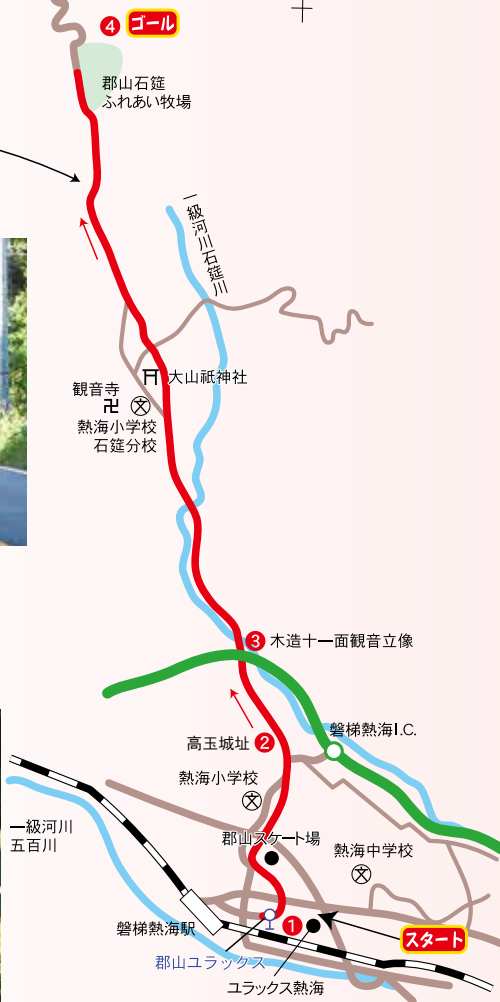 ④ ゴール
郡山石筵
ふれあい牧場
一級河川石筵川
大山祇神社
観音寺
熱海小学校
石筵分校
③ 木造十一面観音立像
磐梯熱海I.C.
高玉城址 ②
熱海小学校
一級河川
五百川
郡山スケート場
熱海中学校
磐梯熱海駅
①
スタート
郡山ユラックス
ユラックス熱海